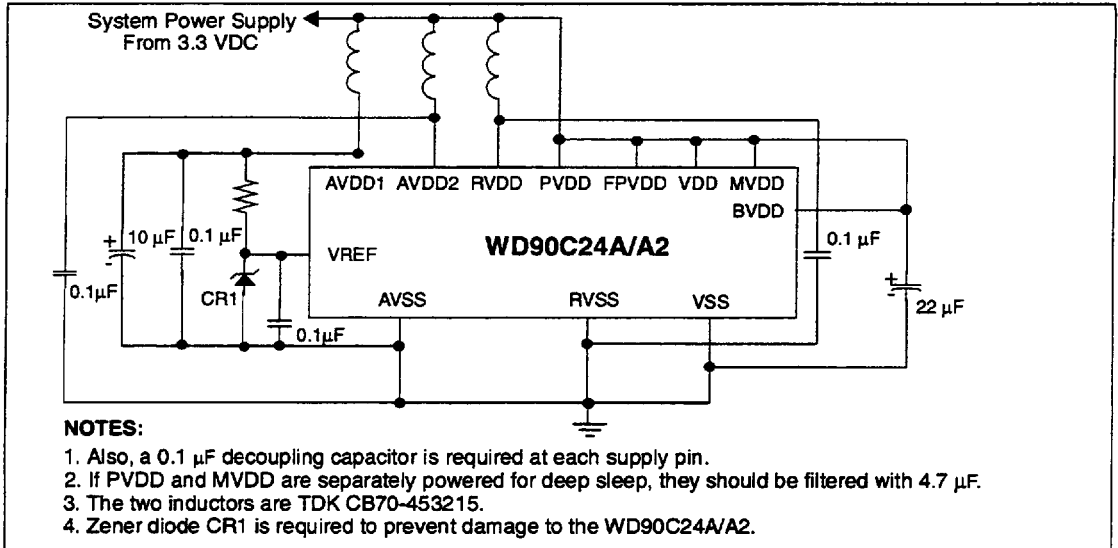 System Power Supply
From 3.3 VDC
AVDD1 AVDD2 RVDD PVDD FPVDD VDD MVDD
BVDD
WD90C24A/A2
VREF
AVSS RVSS VSS
+
-
10 µF
0.1 µF
0.1µF
CR1
0.1µF
0.1 µF
+
-
22 µF
NOTES:
1. Also, a 0.1 µF decoupling capacitor is required at each supply pin.
2. If PVDD and MVDD are separately powered for deep sleep, they should be filtered with 4.7 µF.
3. The two inductors are TDK CB70-453215.
4. Zener diode CR1 is required to prevent damage to the WD90C24A/A2.